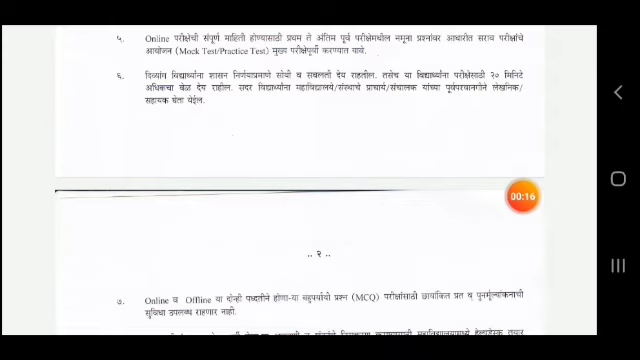 ५. Online परीक्षेची संपूर्ण माहिती होण्यासाठी प्रथम ते अंतिम पूर्व परीक्षेमधील नमूना प्रश्नांवर आधारीत सराव परीक्षांचे
आयोजन (Mock Test/Practice Test) मुख्य परीक्षेपूर्वी करण्यात यावे.
६. दिव्यांग विद्यार्थ्यांना शासन निर्णयाप्रमाणे सोयी व सवलती देय राहतील. तसेच या विद्यार्थ्यांना परीक्षेसाठी २० मिनिटे
अधिकचा वेळ देय राहील. सदर विद्यार्थ्यांना महाविद्यालये/संस्थाचे प्राचार्य/संचालक यांच्या पूर्वपरवानगीने लेखनिक/
सहायक घेता येईल.
00:16
.. २ ..
७. Online व Offline या दोन्ही पध्दतीने होणा-या बहुपर्यायी प्रश्न (MCQ) परीक्षांसाठी छायांकित प्रत व पुनर्मूल्यांकनाची
सुविधा उपलब्ध राहणार नाही.